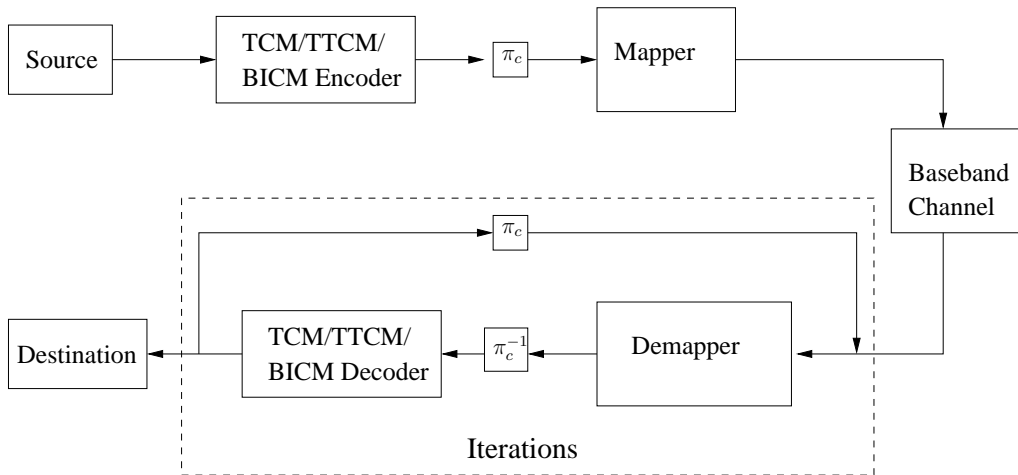 Source
TCM/TTCM/
BICM Encoder
π_c
Mapper
Baseband
Channel
π_c
Destination
TCM/TTCM/
BICM Decoder
π_c^{-1}
Demapper
Iterations